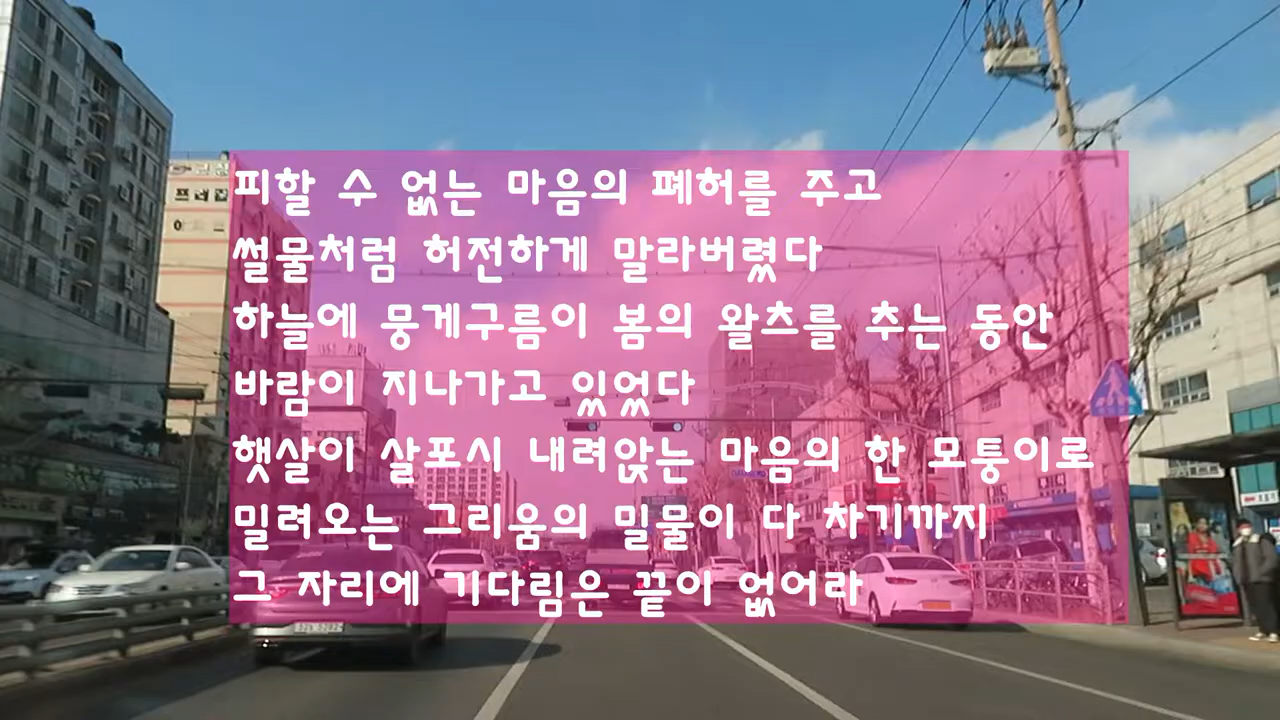 피할 수 없는 마음의 폐허를 주고
썰물처럼 허전하게 말라버렸다
하늘에 뭉게구름이 봄의 왈츠를 추는 동안
바람이 지나가고 있었다
햇살이 살포시 내려앉는 마음의 한 모퉁이로
밀려오는 그리움의 밀물이 다 차기까지
그 자리에 기다림은 끝이 없어라